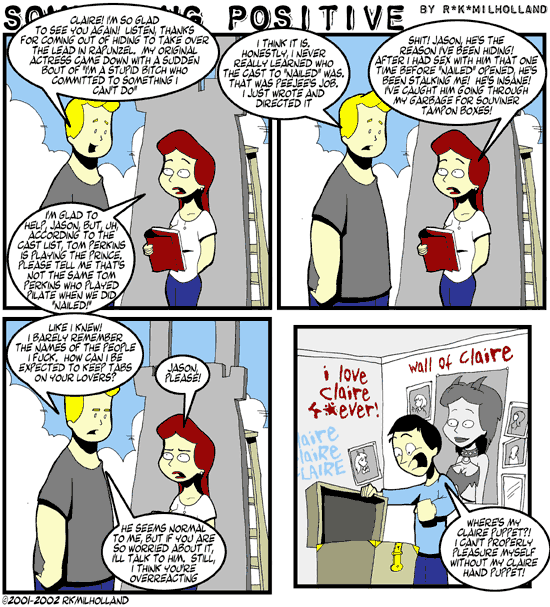 SOMETHING POSITIVE BY R*K*MILHOLLAND
CLAIRE! I'M SO GLAD
TO SEE YOU AGAIN! LISTEN, THANKS
FOR COMING OUT OF HIDING TO TAKE OVER
THE LEAD IN RAPUNZEL. MY ORIGINAL
ACTRESS CAME DOWN WITH A SUDDEN
BOUT OF "I'M A STUPID BITCH WHO
COMMITTED TO SOMETHING I
CAN'T DO"
I'M GLAD TO
HELP, JASON, BUT, UH,
ACCORDING TO THE
CAST LIST, TOM PERKINS
IS PLAYING THE PRINCE.
PLEASE TELL ME THAT'S
NOT THE SAME TOM
PERKINS WHO PLAYED
PILATE WHEN WE DID
"NAILED!"
I THINK IT IS.
HONESTLY, I NEVER
REALLY LEARNED WHO
THE CAST TO "NAILED" WAS.
THAT WAS PEEJEE'S JOB.
I JUST WROTE AND
DIRECTED IT
SHIT! JASON, HE'S THE
REASON I'VE BEEN HIDING!
AFTER I HAD SEX WITH HIM THAT ONE
TIME BEFORE "NAILED" OPENED, HE'S
BEEN STALKING ME! HE'S INSANE!
I'VE CAUGHT HIM GOING THROUGH
MY GARBAGE FOR SOUVINER
TAMPON BOXES!
LIKE I KNEW!
I BARELY REMEMBER
THE NAMES OF THE PEOPLE
I FUCK, HOW CAN I BE
EXPECTED TO KEEP TABS
ON YOUR LOVERS?
JASON,
PLEASE!
HE SEEMS NORMAL
TO ME, BUT IF YOU ARE
SO WORRIED ABOUT IT,
I'LL TALK TO HIM. STILL,
I THINK YOU'RE
OVERREACTING
i love
claire
4*ever!
wall of claire
laire
laire
LAIRE
WHERE'S MY
CLAIRE PUPPET?!
I CAN'T PROPERLY
PLEASURE MYSELF
WITHOUT MY CLAIRE
HAND PUPPET!
©2001-2002 RKMILHOLLAND